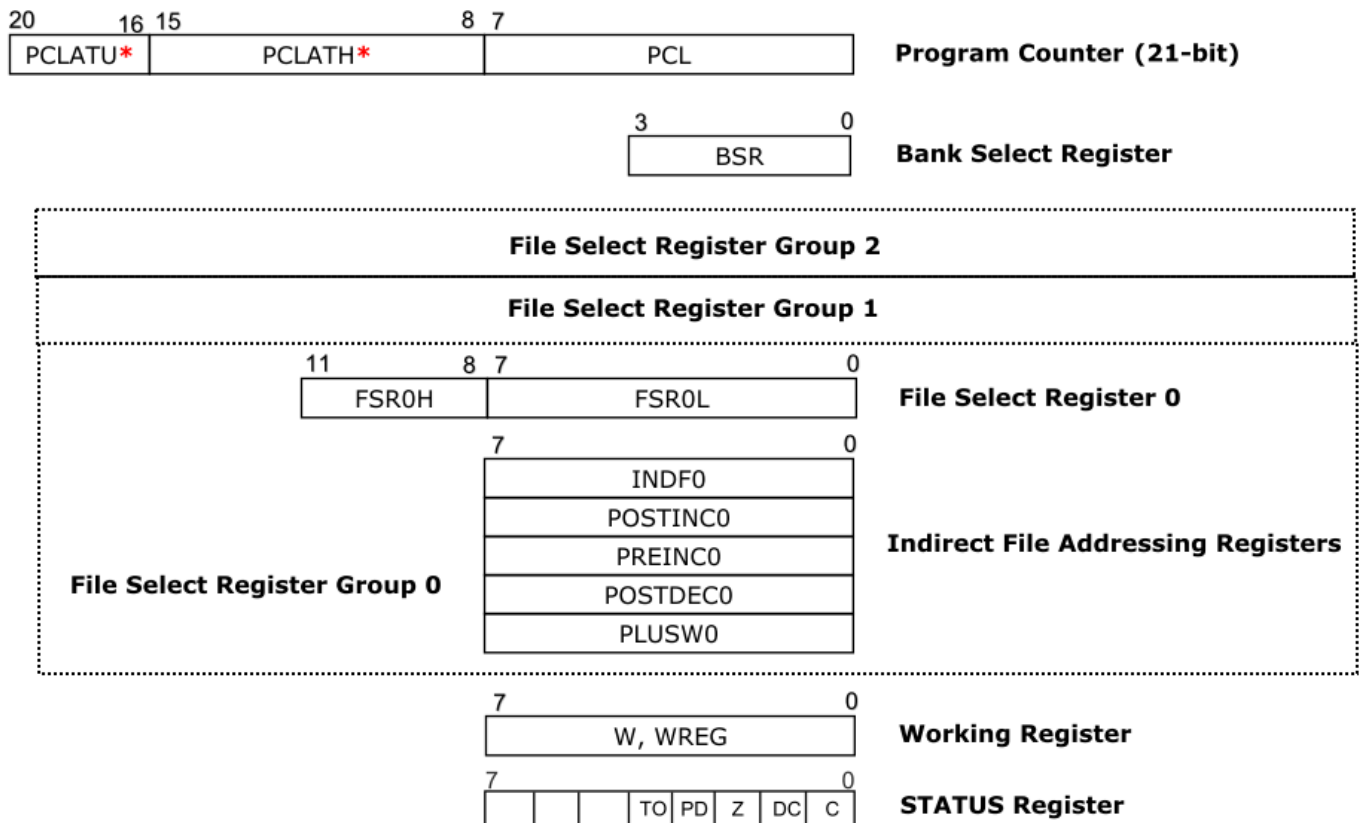 20 16 15 8 7
PCLATU* PCLATH* PCL Program Counter (21-bit)
3 0
BSR Bank Select Register
File Select Register Group 2
File Select Register Group 1
11 8 7 0
FSR0H FSR0L File Select Register 0
7 0
INDF0
POSTINC0
PREINC0
Indirect File Addressing Registers
File Select Register Group 0
POSTDEC0
PLUSW0
7 0
W, WREG Working Register
7 0
TO PD Z DC C STATUS Register